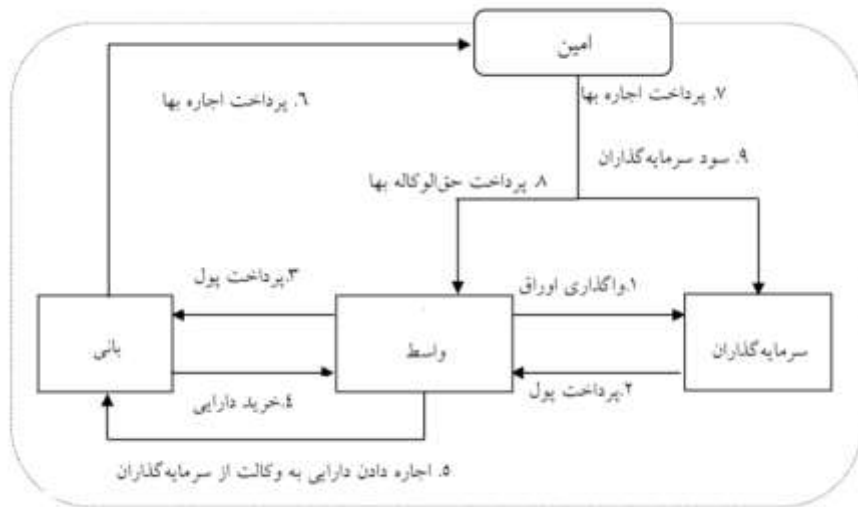 امین
۶. پرداخت اجاره بها
۷. پرداخت اجاره بها
۹. سود سرمایه‌گذاران
۸. پرداخت حق‌الوکاله بها
۳.پرداخت پول
۱.واگذاری اوراق
بانی
واسط
سرمایه‌گذاران
۴.خرید دارایی
۲.پرداخت پول
۵. اجاره دادن دارایی به وکالت از سرمایه‌گذاران